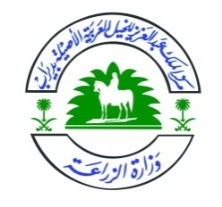 مركز الملك عبدالعزيز للخيل العربية الأصيلة بديراب
وزارة الزراعة